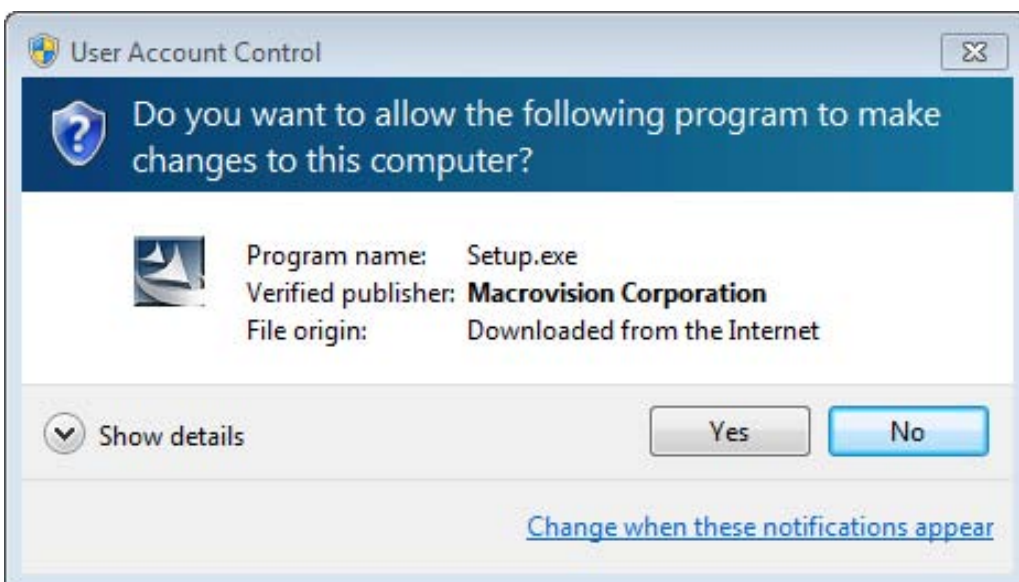 User Account Control
Do you want to allow the following program to make
changes to this computer?
Program name: Setup.exe
Verified publisher: Macrovision Corporation
File origin: Downloaded from the Internet
Show details
Yes
No
Change when these notifications appear